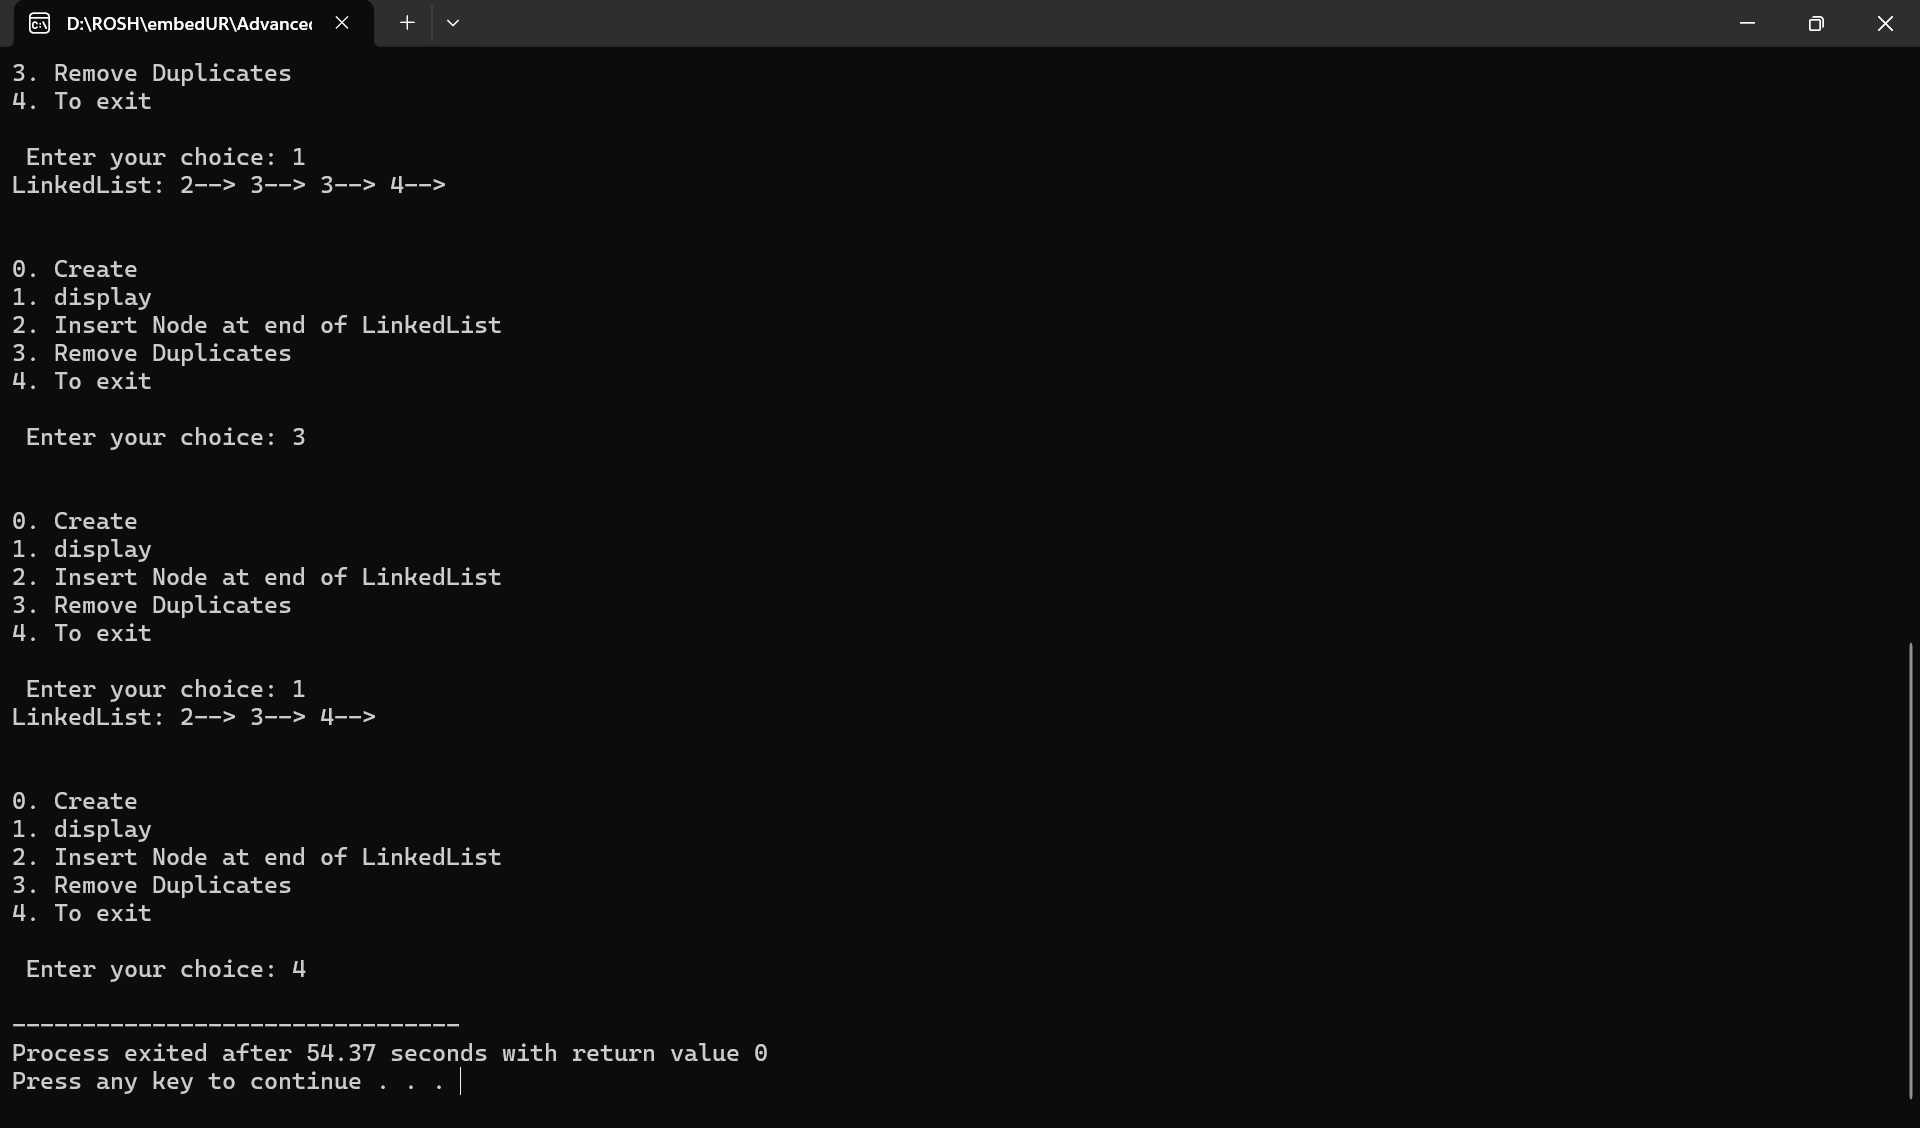 D:\ROSH\embedUR\Advanced
3. Remove Duplicates
4. To exit
Enter your choice: 1
LinkedList: 2--> 3--> 3--> 4-->
0. Create
1. display
2. Insert Node at end of LinkedList
3. Remove Duplicates
4. To exit
Enter your choice: 3
0. Create
1. display
2. Insert Node at end of LinkedList
3. Remove Duplicates
4. To exit
Enter your choice: 1
LinkedList: 2--> 3--> 4-->
0. Create
1. display
2. Insert Node at end of LinkedList
3. Remove Duplicates
4. To exit
Enter your choice: 4
--------------------------------
Process exited after 54.37 seconds with return value 0
Press any key to continue . . .